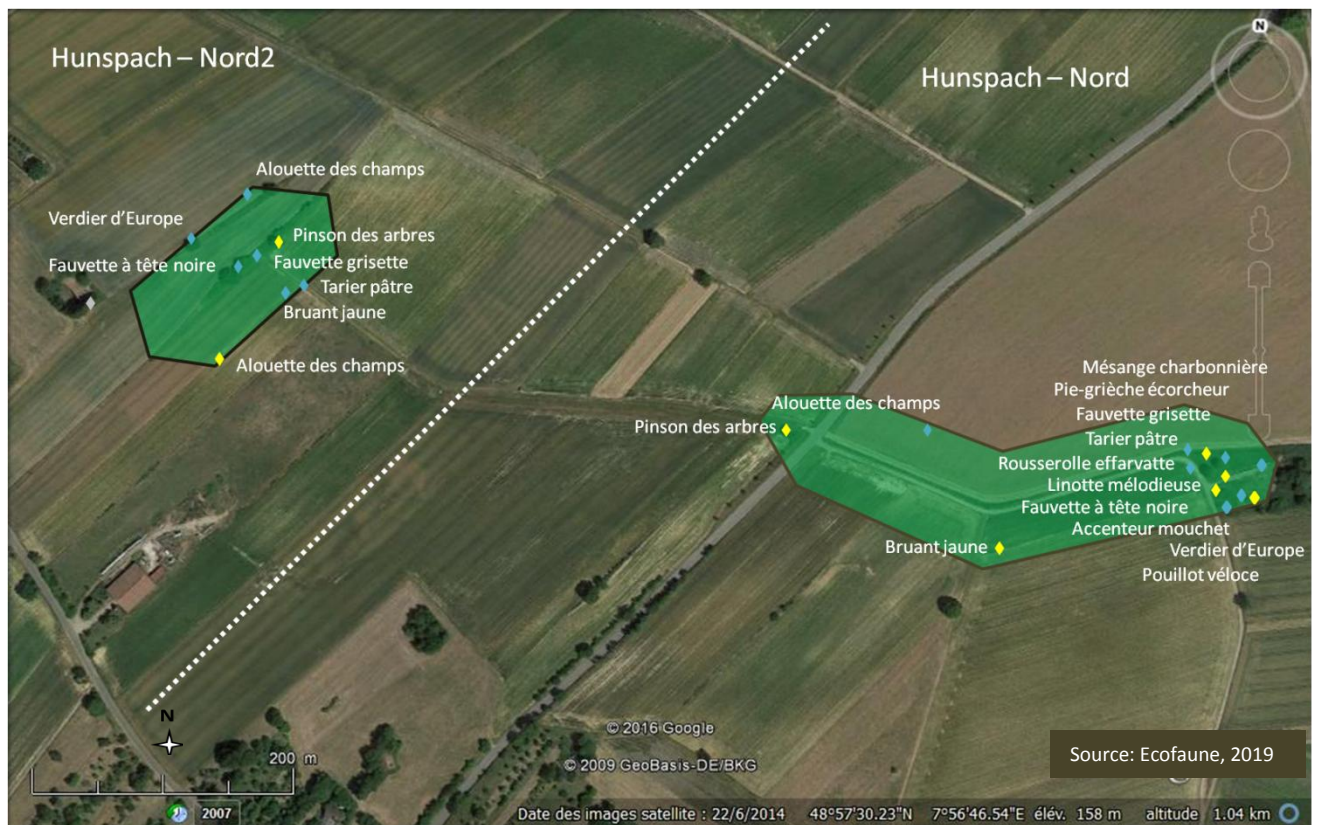 Hunspach – Nord2
Hunspach – Nord
N
Alouette des champs
Verdier d'Europe
Pinson des arbres
Fauvette à tête noire
Fauvette grisette
Tarier pâtre
Bruant jaune
Alouette des champs
Mésange charbonnière
Pie-grièche écorcheur
Alouette des champs
Fauvette grisette
Pinson des arbres
Tarier pâtre
Rousserolle effarvatte
Linotte mélodieuse
Fauvette à tête noire
Accenteur mouchet
Bruant jaune
Verdier d'Europe
Pouillot véloce
N
200 m
© 2016 Google
© 2009 GeoBasis-DE/BKG
Source: Ecofaune, 2019
2007
Date des images satellite : 22/6/2014 48°57'30.23"N 7°56'46.54"E élév. 158 m altitude 1.04 km